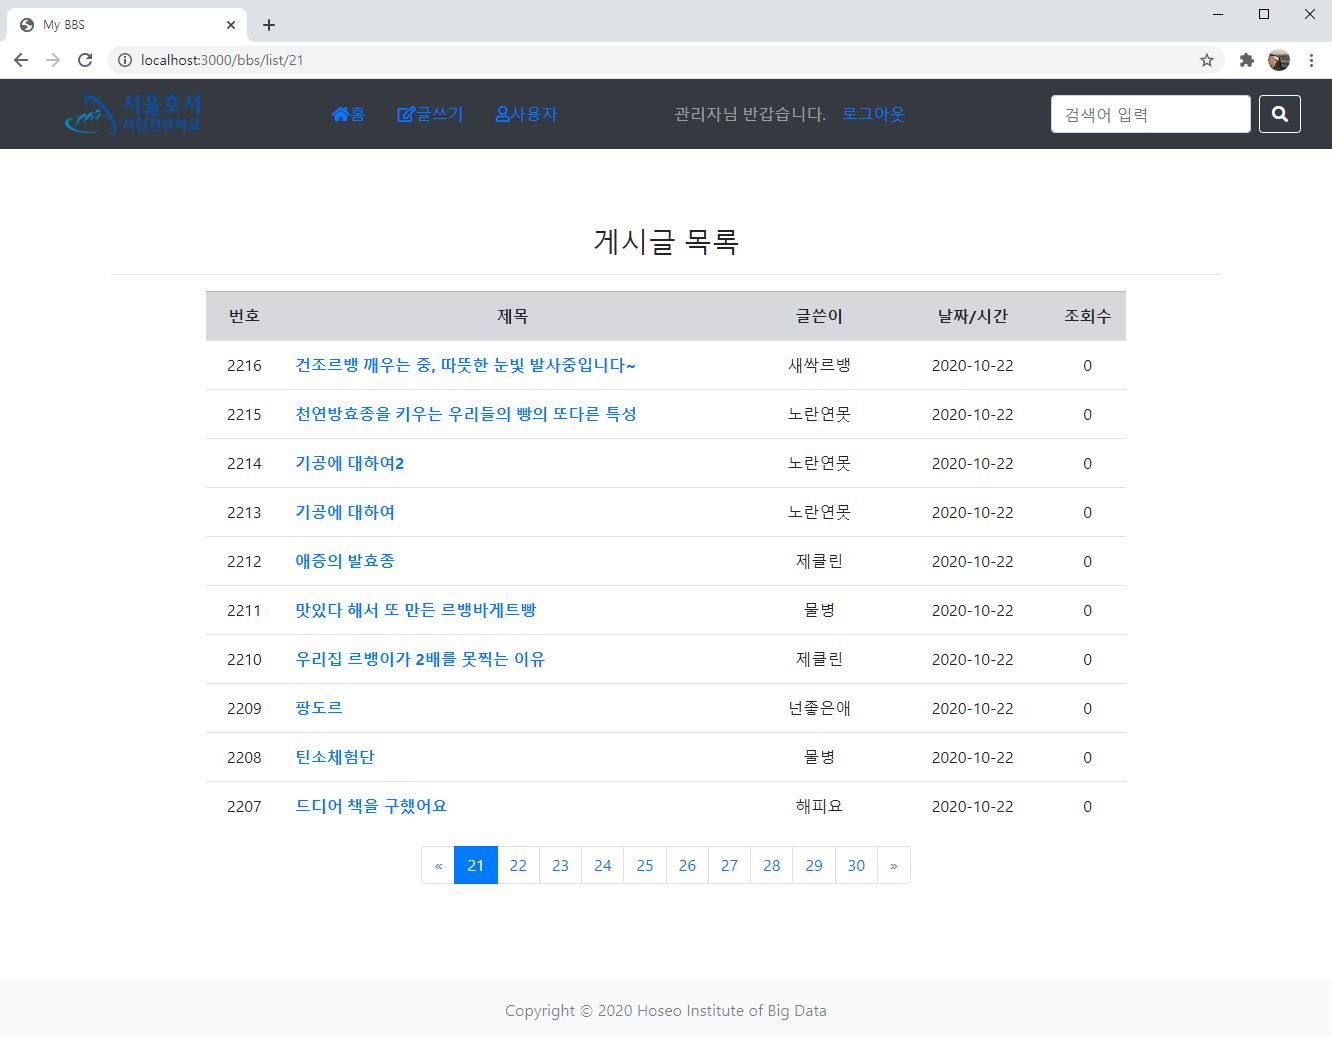 My BBS
localhost:3000/bbs/list/21
서울호서
직업전문학교
홈 글쓰기 사용자 관리자님 반갑습니다. 로그아웃 검색어 입력
게시글 목록
번호 제목 글쓴이 날짜/시간 조회수
2216 건조르뱅 깨우는 중, 따뜻한 눈빛 발사중입니다~ 새싹르뱅 2020-10-22 0
2215 천연방효종을 키우는 우리들의 빵의 또다른 특성 노란연못 2020-10-22 0
2214 기공에 대하여2 노란연못 2020-10-22 0
2213 기공에 대하여 노란연못 2020-10-22 0
2212 애증의 발효종 제클린 2020-10-22 0
2211 맛있다 해서 또 만든 르뱅바게트빵 물병 2020-10-22 0
2210 우리집 르뱅이가 2배를 못찍는 이유 제클린 2020-10-22 0
2209 팡도르 넌좋은애 2020-10-22 0
2208 틴소체험단 물병 2020-10-22 0
2207 드디어 책을 구했어요 해피요 2020-10-22 0
« 21 22 23 24 25 26 27 28 29 30 »
Copyright © 2020 Hoseo Institute of Big Data